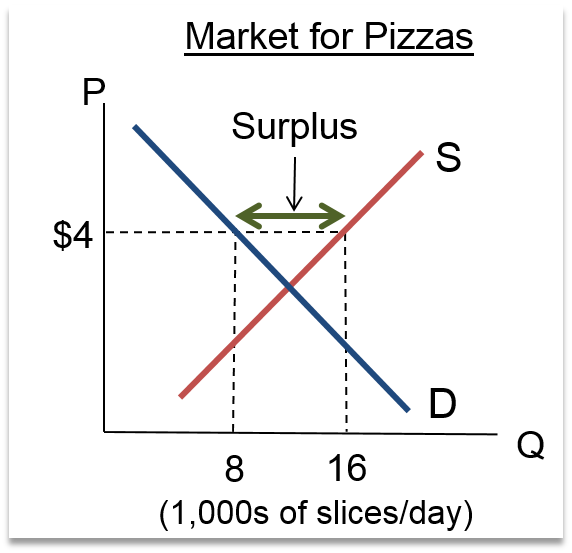 Market for Pizzas
P
Surplus
S
$4
D
Q
8 16
(1,000s of slices/day)